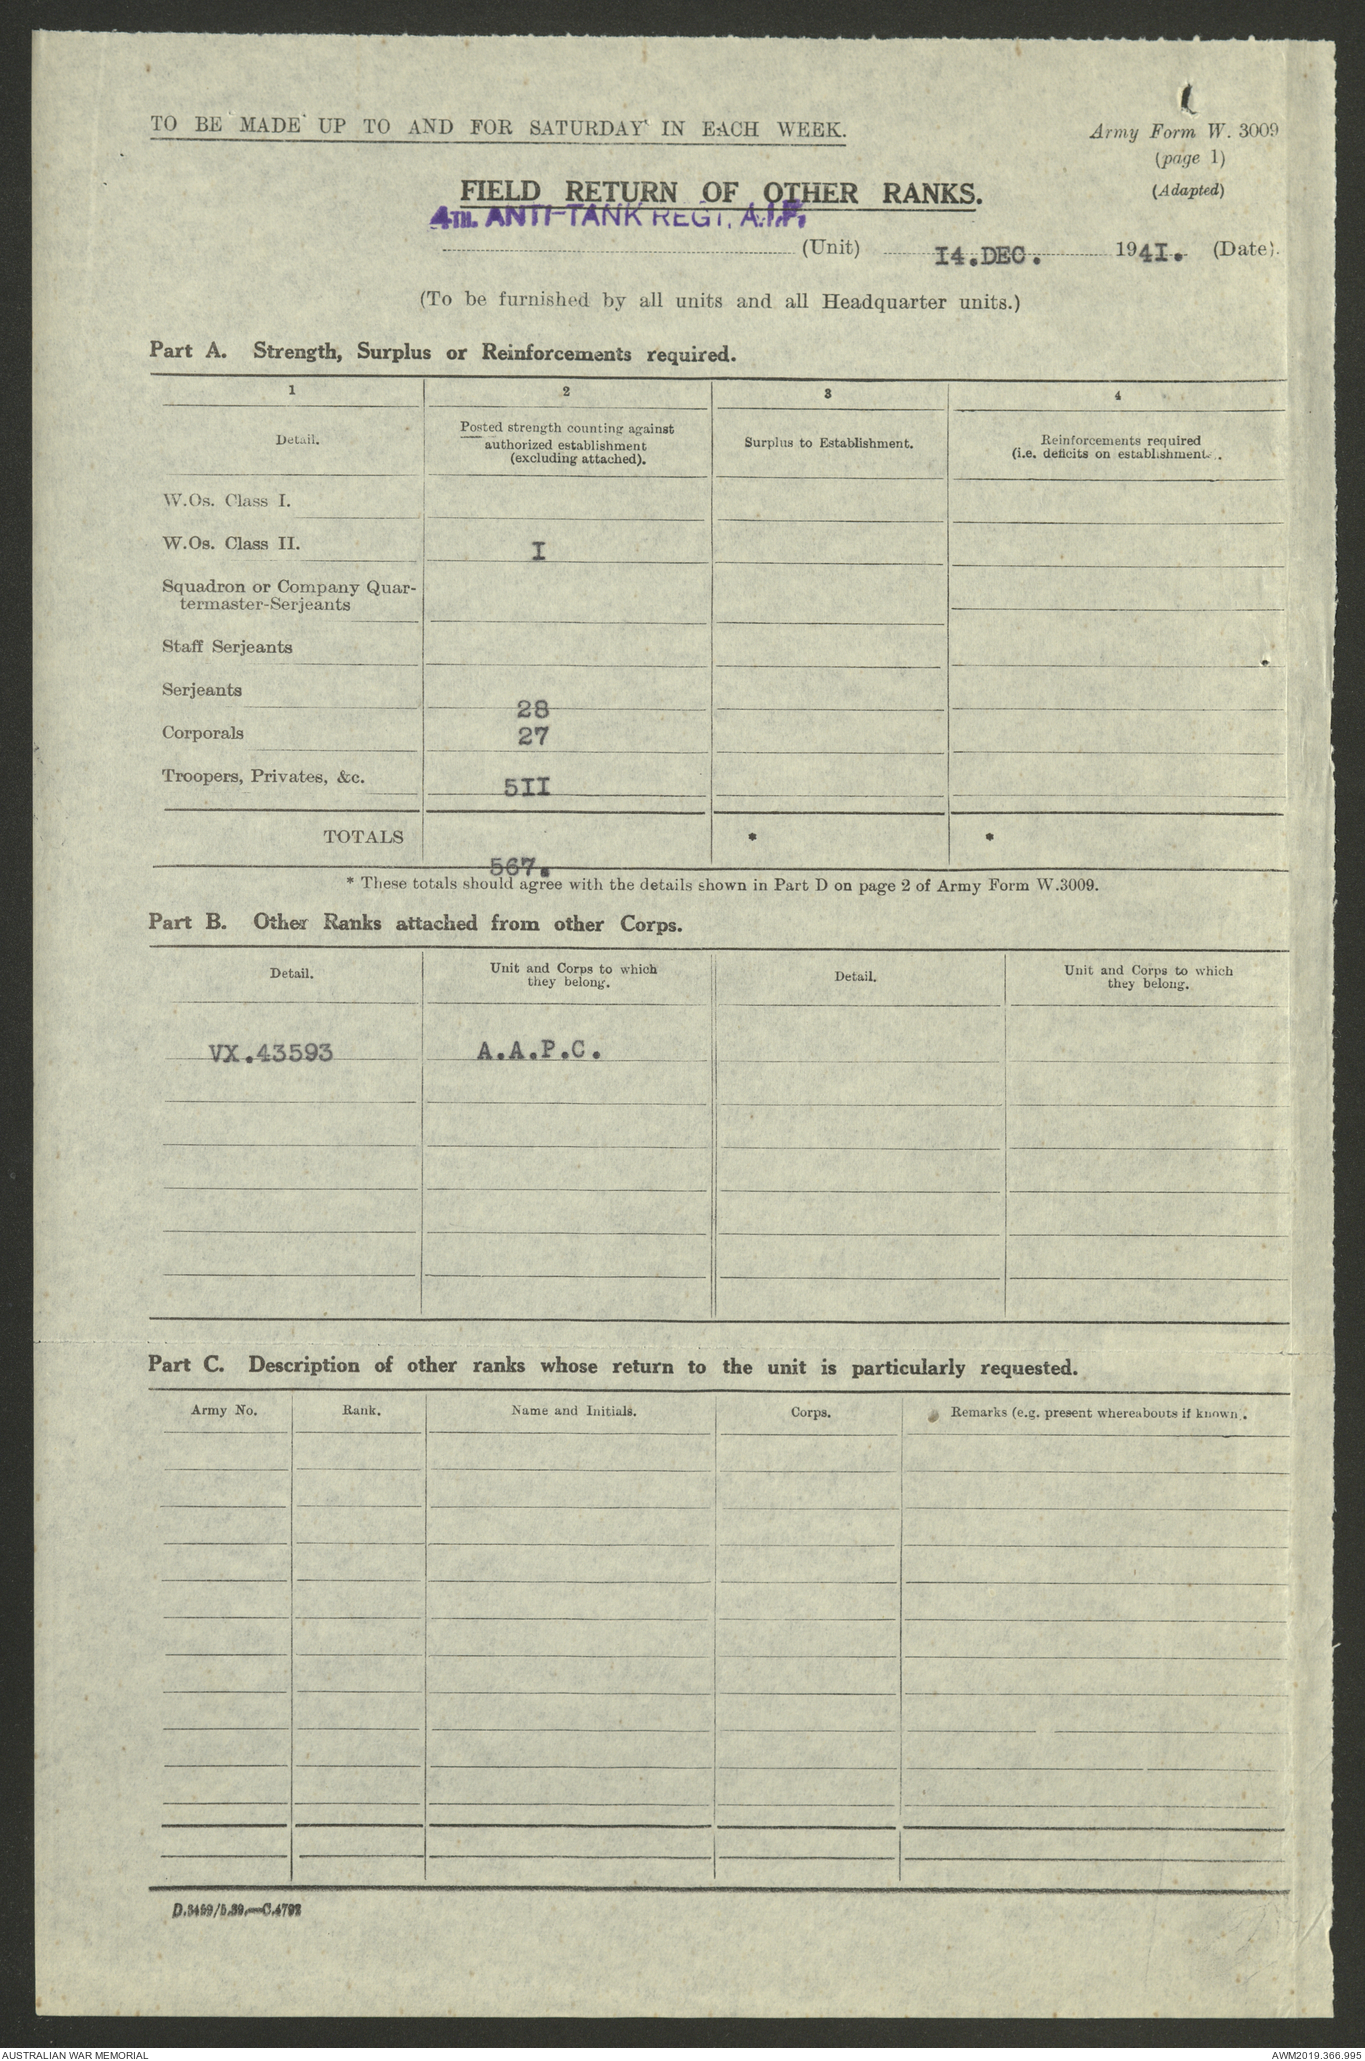 TO BE MADE UP TO AND FOR SATURDAY IN EACH WEEK.
Army Form W. 3009
(page 1)
(Adapted)
FIELD RETURN OF OTHER RANKS.
4TH. ANTI-TANK REGT. A.I.F.
(Unit) I4.DEC. 194I. (Date).
(To be furnished by all units and all Headquarter units.)
Part A. Strength, Surplus or Reinforcements required.
1 2 3 4
Detail.
Posted strength counting against
authorized establishment
(excluding attached).
Surplus to Establishment.
Reinforcements required
(i.e. deficits on establishment.
W.Os. Class I.
W.Os. Class II. I
Squadron or Company Quar-
termaster-Serjeants
Staff Serjeants
Serjeants 28
Corporals 27
Troopers, Privates, &c. 5II
TOTALS 567. * *
* These totals should agree with the details shown in Part D on page 2 of Army Form W.3009.
Part B. Other Ranks attached from other Corps.
Detail.
Unit and Corps to which
they belong.
Detail.
Unit and Corps to which
they belong.
VX.43593 A.A.P.C.
Part C. Description of other ranks whose return to the unit is particularly requested.
Army No. Rank. Name and Initials. Corps. Remarks (e.g. present whereabouts if known.
AUSTRALIAN WAR MEMORIAL
AWM2019.366.995